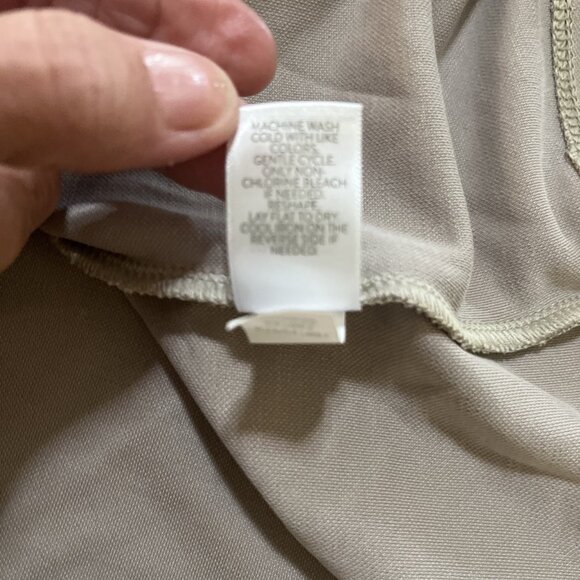 MACHINE WASH
COLD WITH LIKE
COLORS.
GENTLE CYCLE.
ONLY NON-
CHLORINE BLEACH
IF NEEDED.
RESHAPE,
LAY FLAT TO DRY.
COOL IRON ON THE
REVERSE SIDE IF
NEEDED.